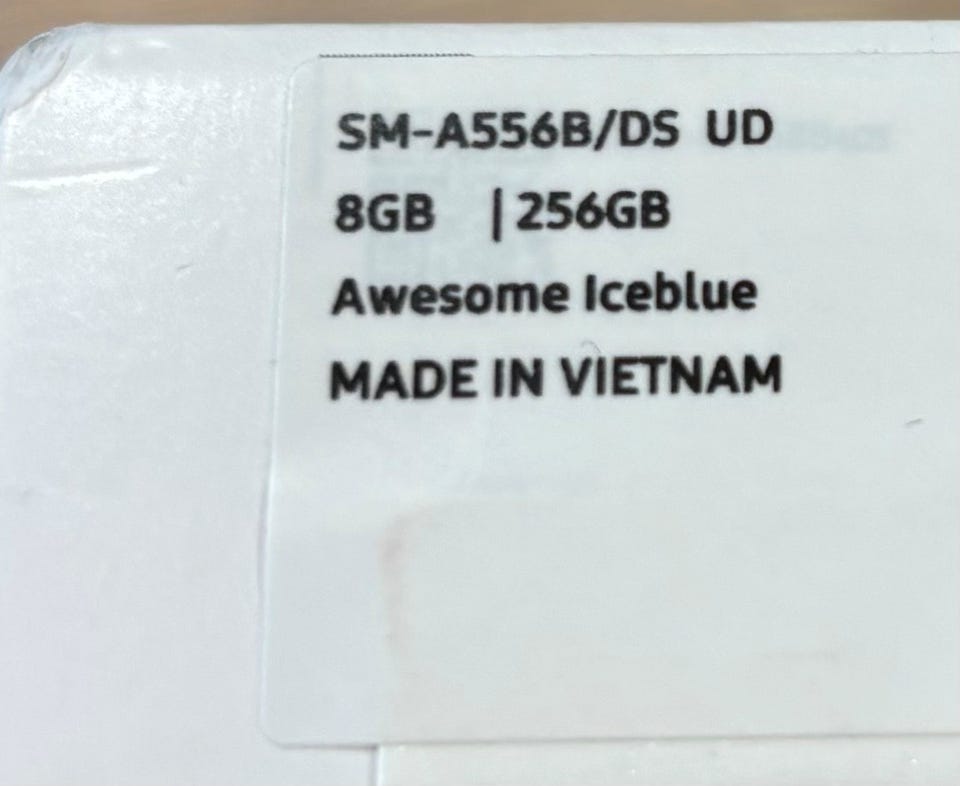 SM-A556B/DS UD
8GB | 256GB
Awesome Iceblue
MADE IN VIETNAM